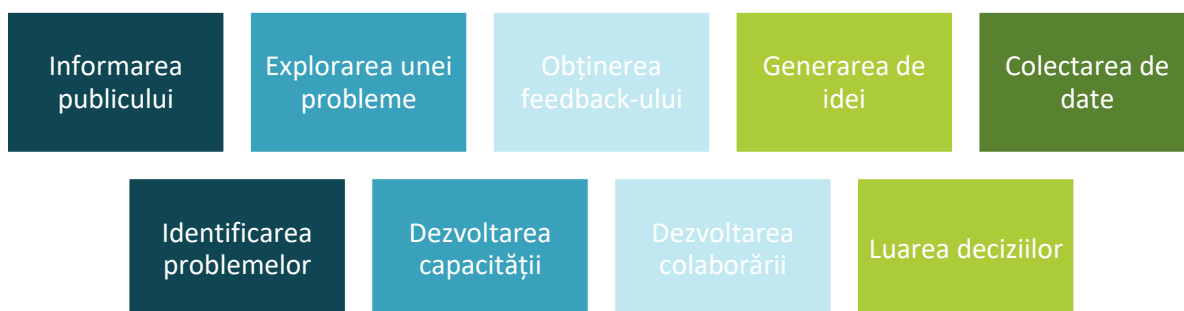 Informarea
publicului
Explorarea unei
probleme
Obținerea
feedback-ului
Generarea de
idei
Colectarea de
date
Identificarea
problemelor
Dezvoltarea
capacității
Dezvoltarea
colaborării
Luarea deciziilor